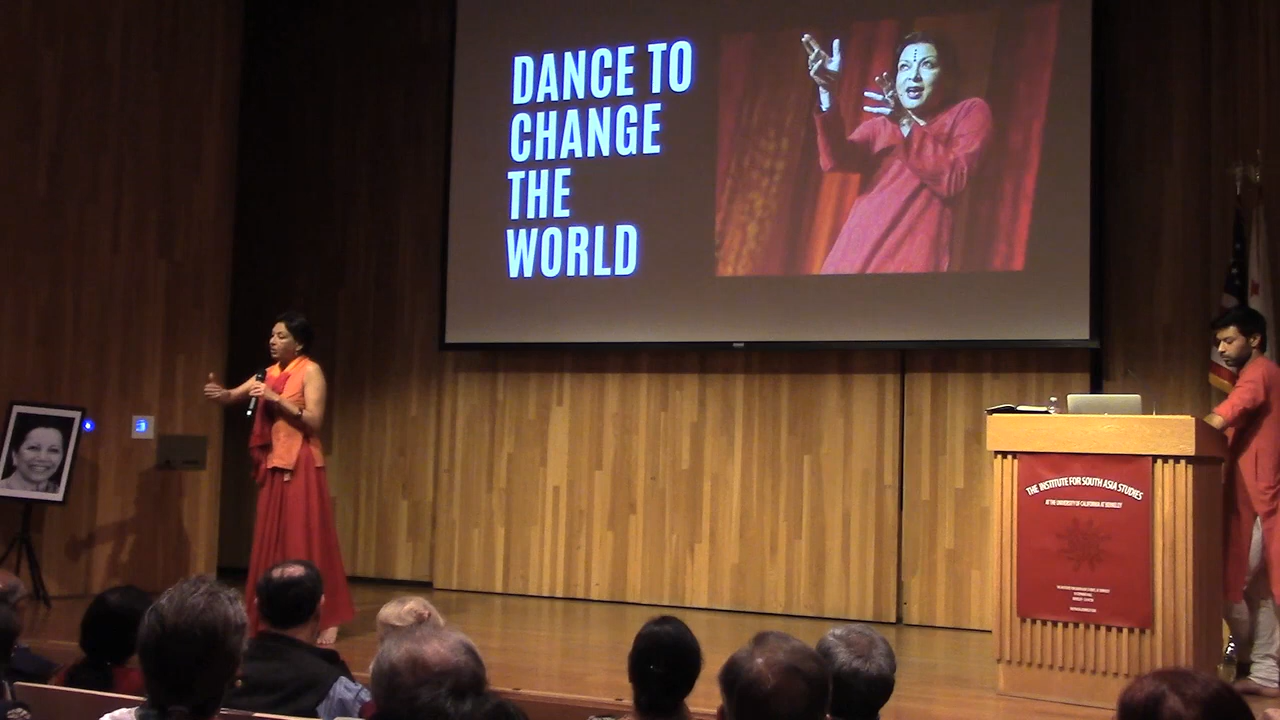 DANCE TO
CHANGE
THE
WORLD
THE INSTITUTE FOR SOUTH ASIA STUDIES
AT THE UNIVERSITY OF CALIFORNIA AT BERKELEY